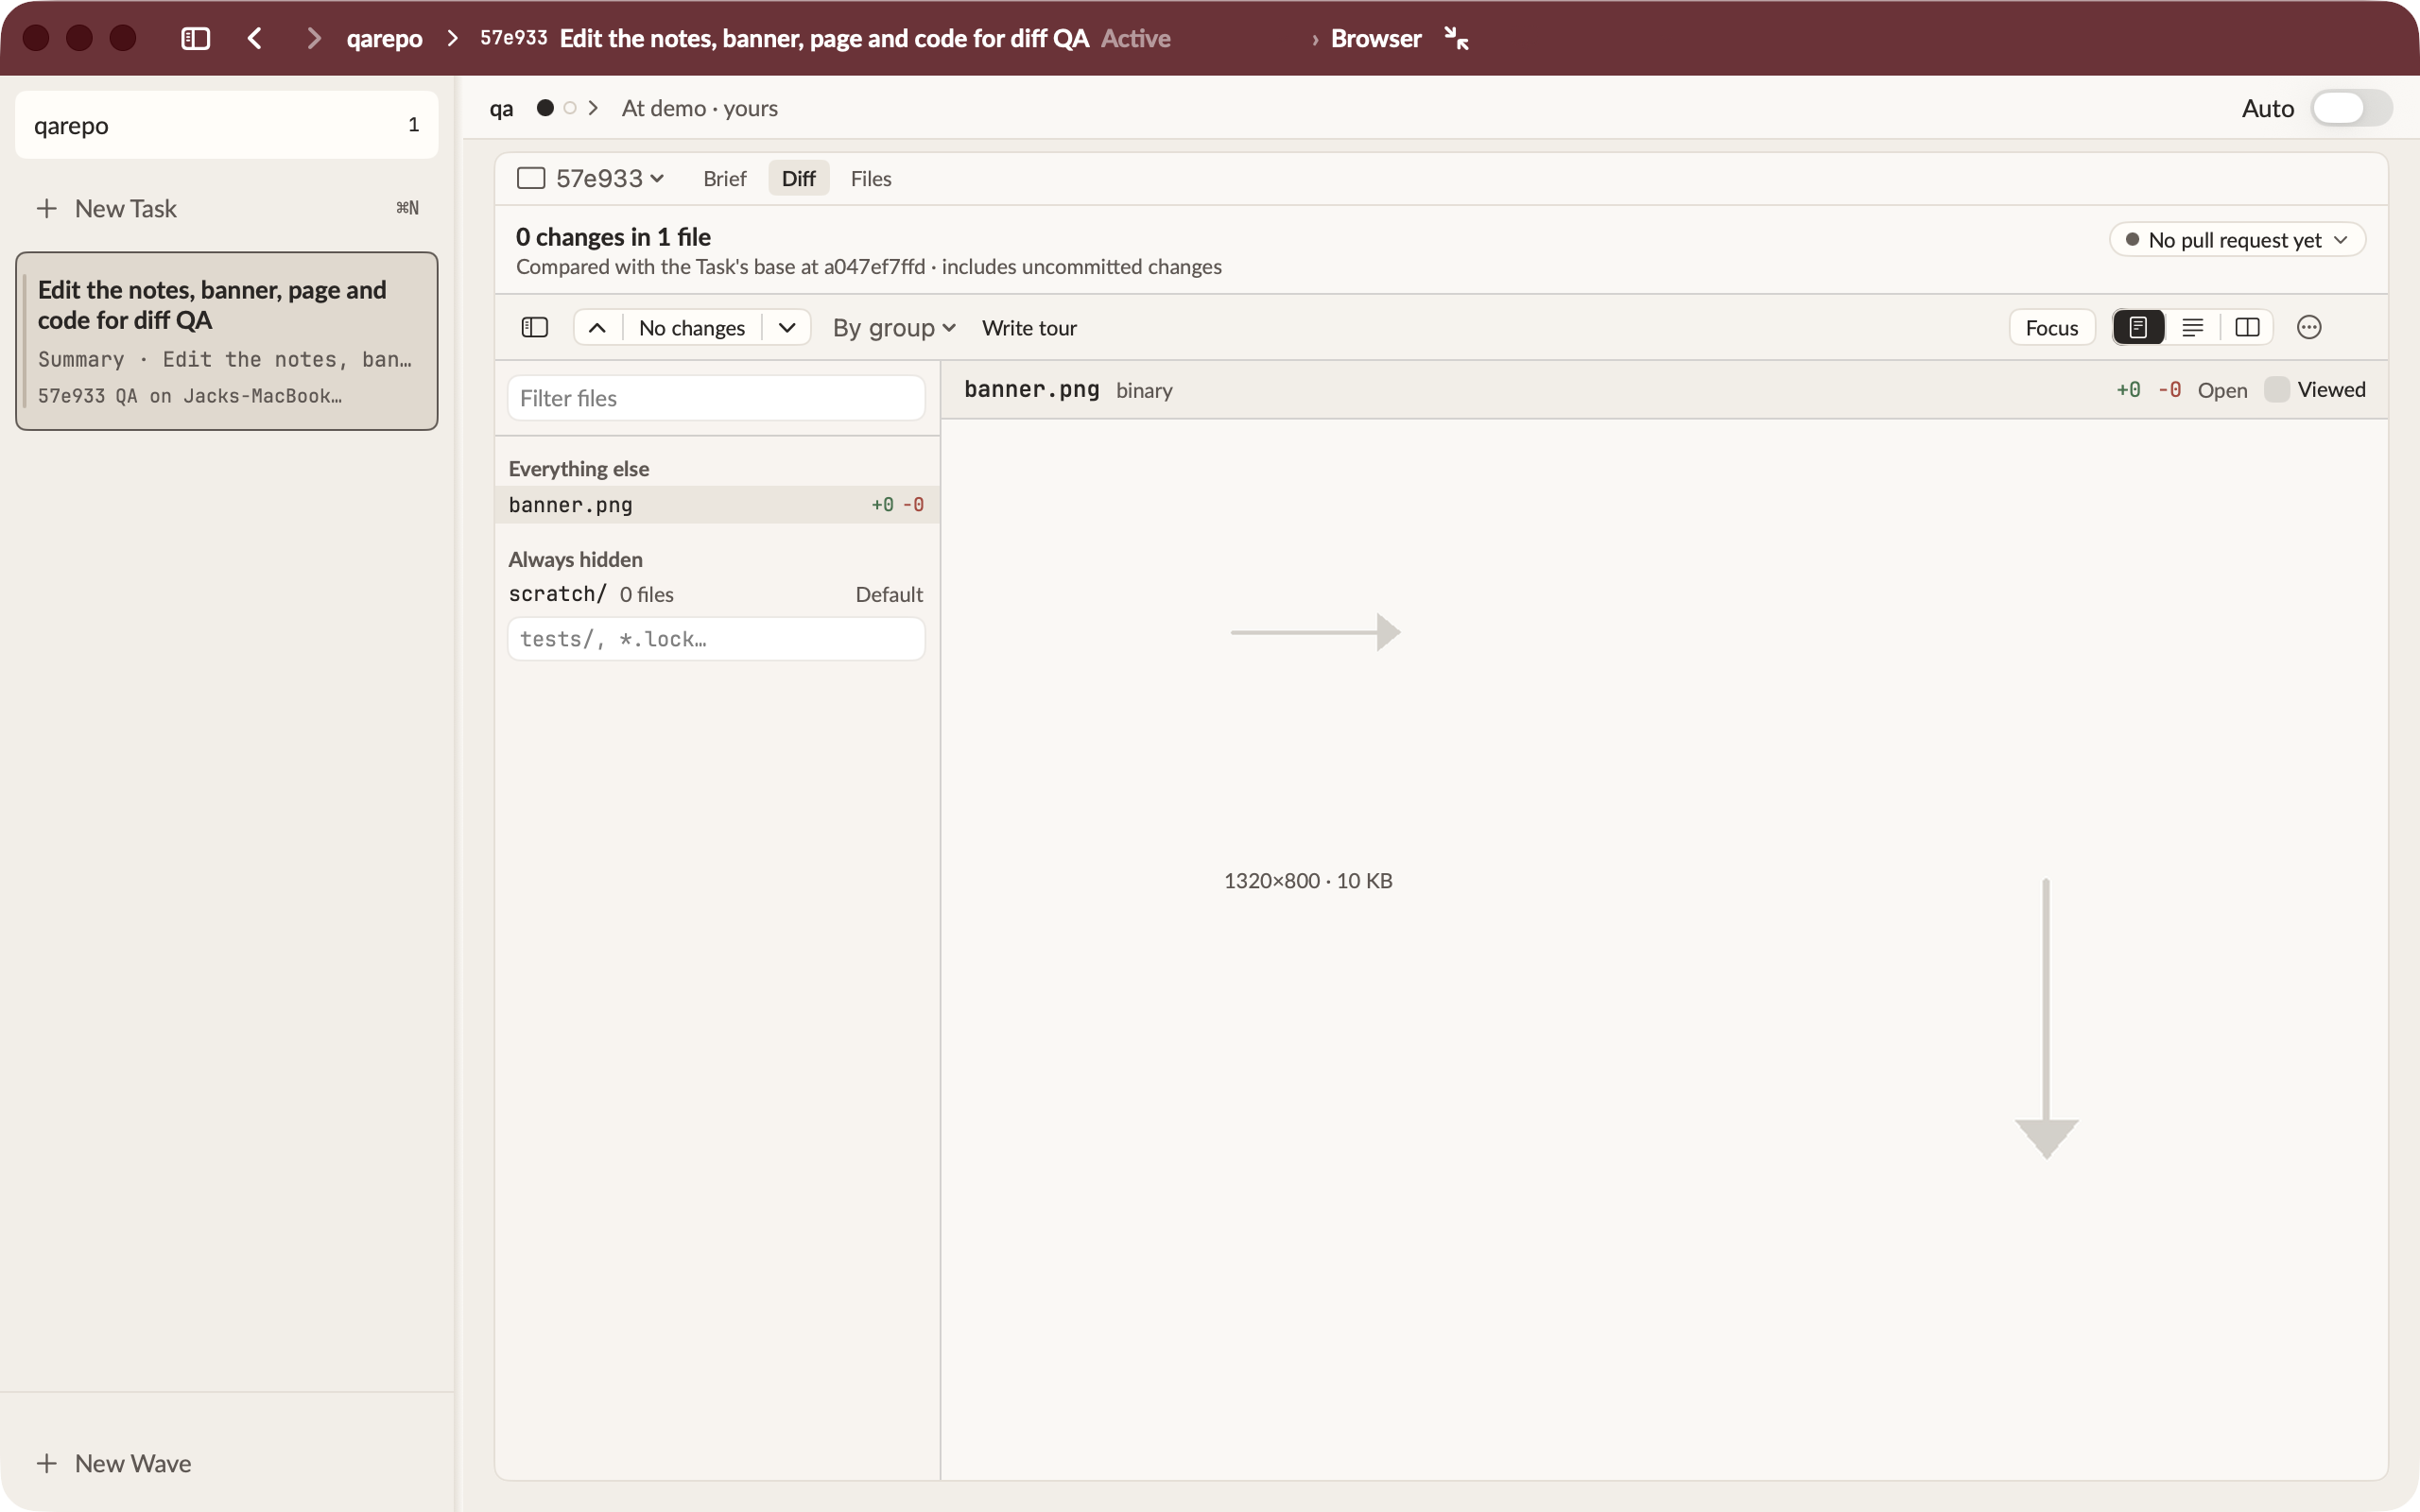 qarepo 57e933 Edit the notes, banner, page and code for diff QA Active › Browser
qarepo 1
New Task ⌘N
Edit the notes, banner, page and
code for diff QA
Summary · Edit the notes, ban…
57e933 QA on Jacks-MacBook…
New Wave
qa At demo · yours Auto
57e933 Brief Diff Files
0 changes in 1 file
Compared with the Task's base at a047ef7ffd · includes uncommitted changes
No pull request yet
No changes By group Write tour Focus
Filter files
Everything else
banner.png +0 -0
Always hidden
scratch/ 0 files Default
tests/, *.lock…
banner.png binary +0 -0 Open Viewed
1320×800 · 10 KB